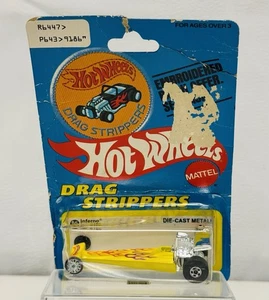 R6447>
P643>9186"
FOR AGES OVER 3
Hot Wheels
DRAG STRIPPERS
EMBROIDERED
OFFER
Hot Wheels
MATTEL
DRAG
STRIPPERS
Inferno
DIE-CAST METAL